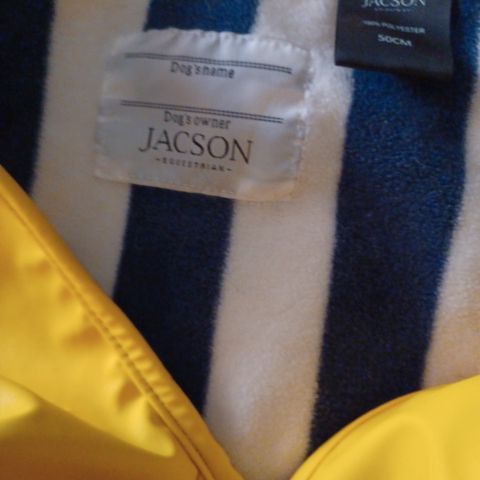 JACSON
100% POLYESTER
50CM
Dog's name
Dog's owner
JACSON
-EQUESTRIAN-